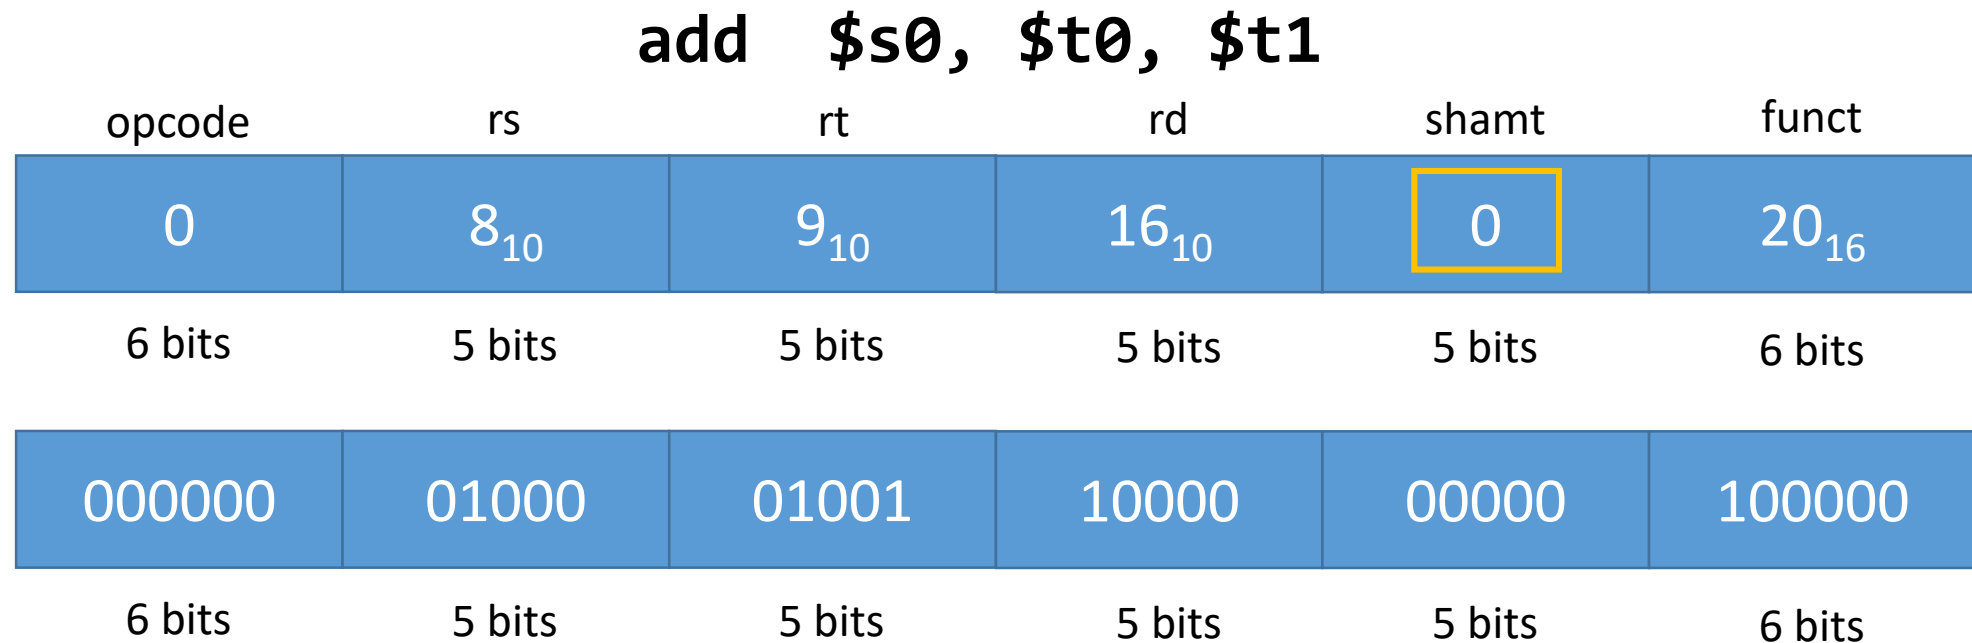 add $s0, $t0, $t1
opcode rs rt rd shamt funct
0 8₁₀ 9₁₀ 16₁₀ 0 20₁₆
6 bits 5 bits 5 bits 5 bits 5 bits 6 bits
000000 01000 01001 10000 00000 100000
6 bits 5 bits 5 bits 5 bits 5 bits 6 bits